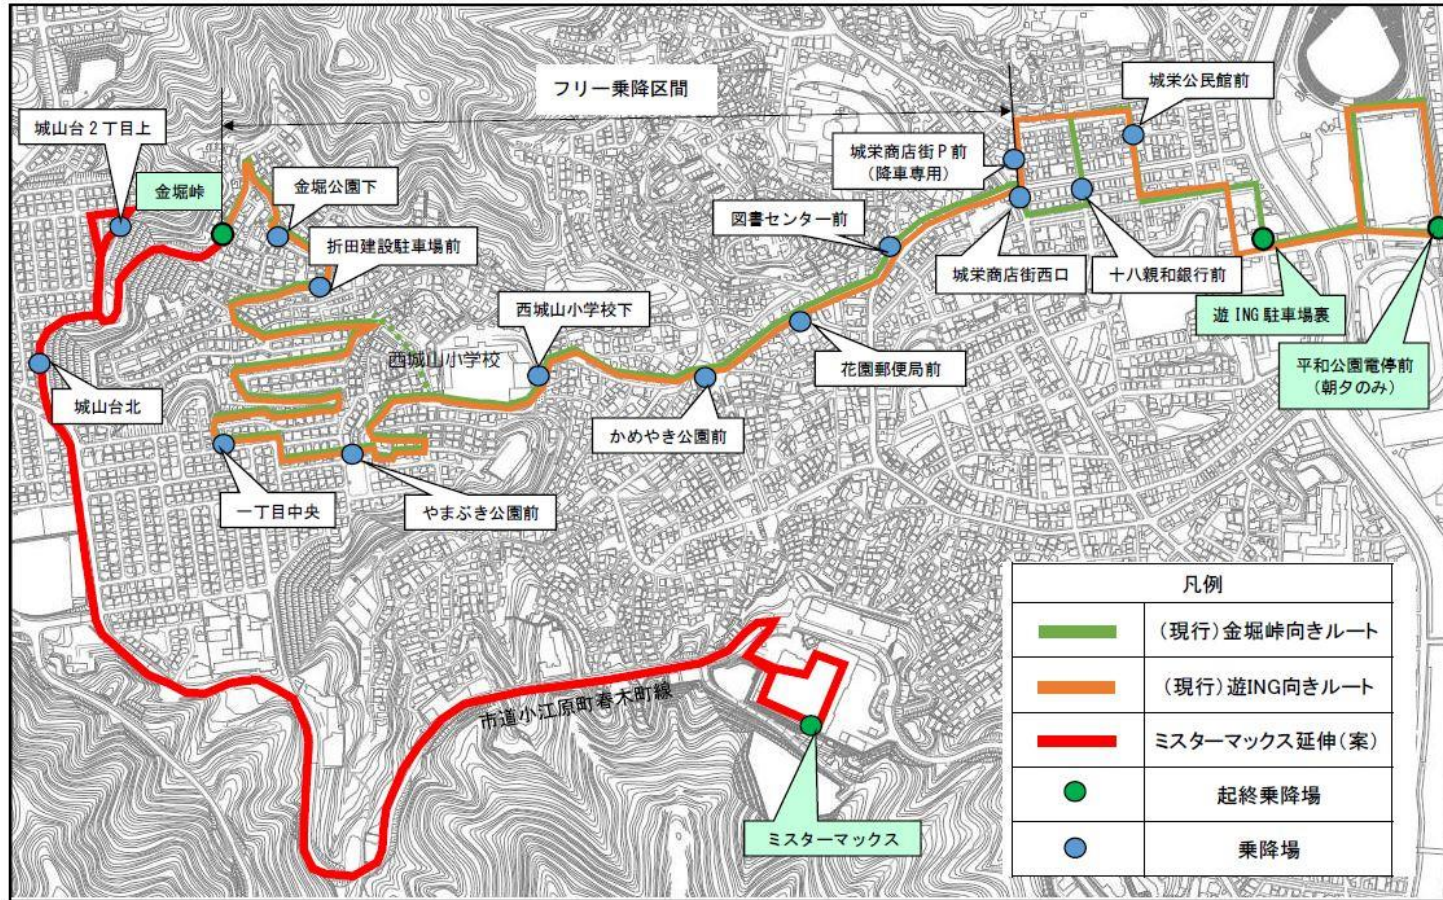 フリー乗降区間
城栄公民館前
城山台２丁目上
城栄商店街Ｐ前
（降車専用）
金堀峠
金堀公園下
図書センター前
折田建設駐車場前
城栄商店街西口
十八親和銀行前
西城山小学校下
遊 ING 駐車場裏
西城山小学校
花園郵便局前
平和公園電停前
（朝夕のみ）
城山台北
かめやき公園前
一丁目中央
やまぶき公園前
市道小江原町春木町線
ミスターマックス
凡例
（現行）金堀峠向きルート
（現行）遊ING向きルート
ミスターマックス延伸（案）
起終乗降場
乗降場